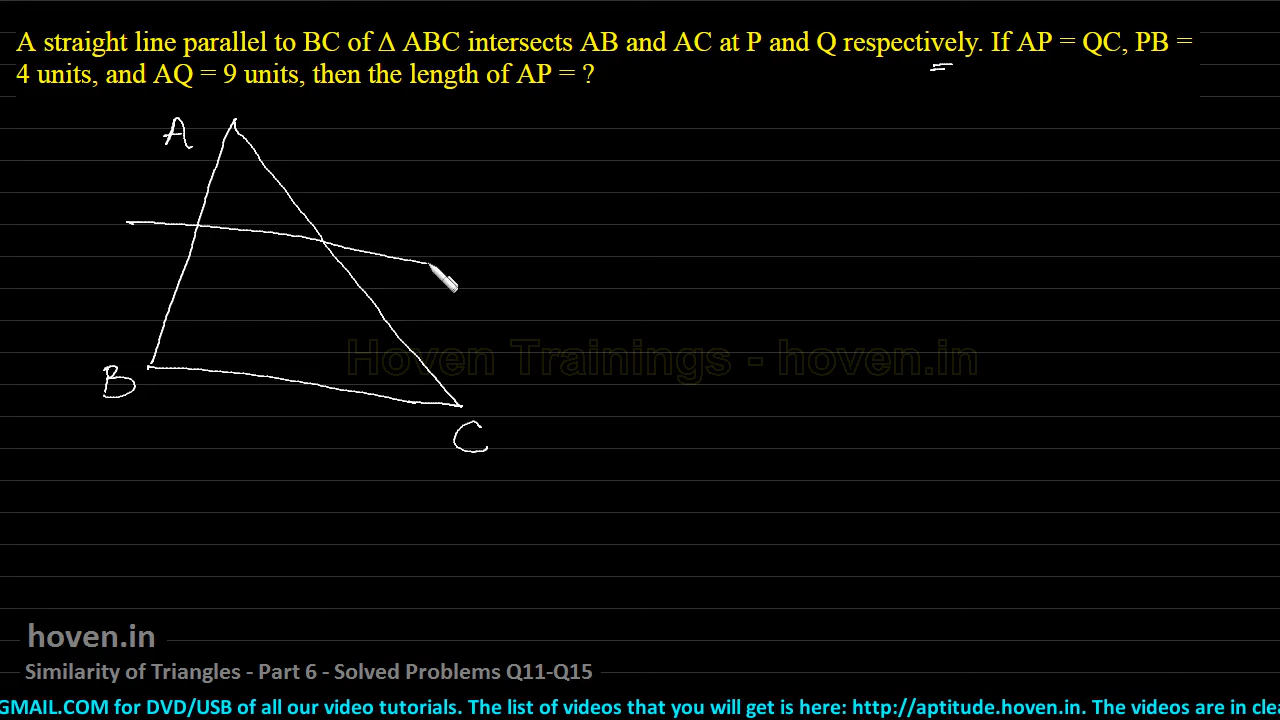 A straight line parallel to BC of Δ ABC intersects AB and AC at P and Q respectively. If AP = QC, PB =
4 units, and AQ = 9 units, then the length of AP = ?
A
B
Hoven Trainings - hoven.in
C
hoven.in
Similarity of Triangles - Part 6 - Solved Problems Q11-Q15
GMAIL.COM for DVD/USB of all our video tutorials. The list of videos that you will get is here: http://aptitude.hoven.in. The videos are in cle